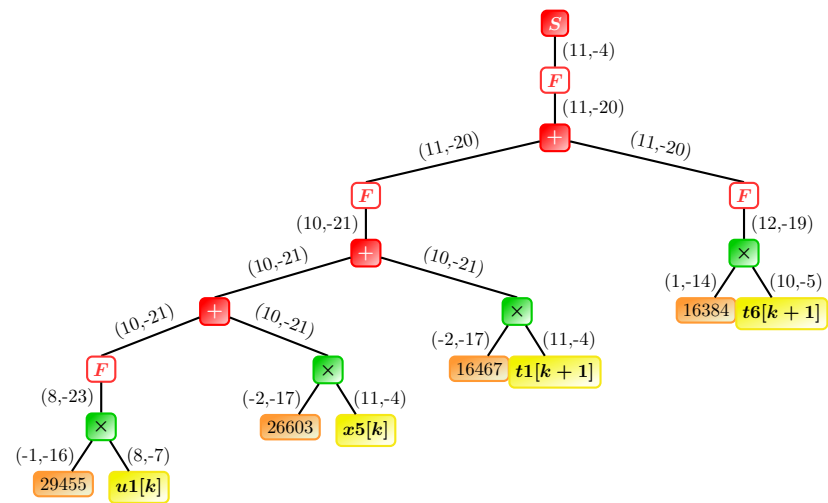 S
(11,-4)
F
(11,-20)
+
(11,-20) (11,-20)
F F
(10,-21) (12,-19)
+ ×
(10,-21) (10,-21) (1,-14) (10,-5)
+ × 16384 t6[k + 1]
(10,-21) (10,-21) (-2,-17) (11,-4)
F × 16467 t1[k + 1]
(8,-23) (-2,-17) (11,-4)
× 26603 x5[k]
(-1,-16) (8,-7)
29455 u1[k]